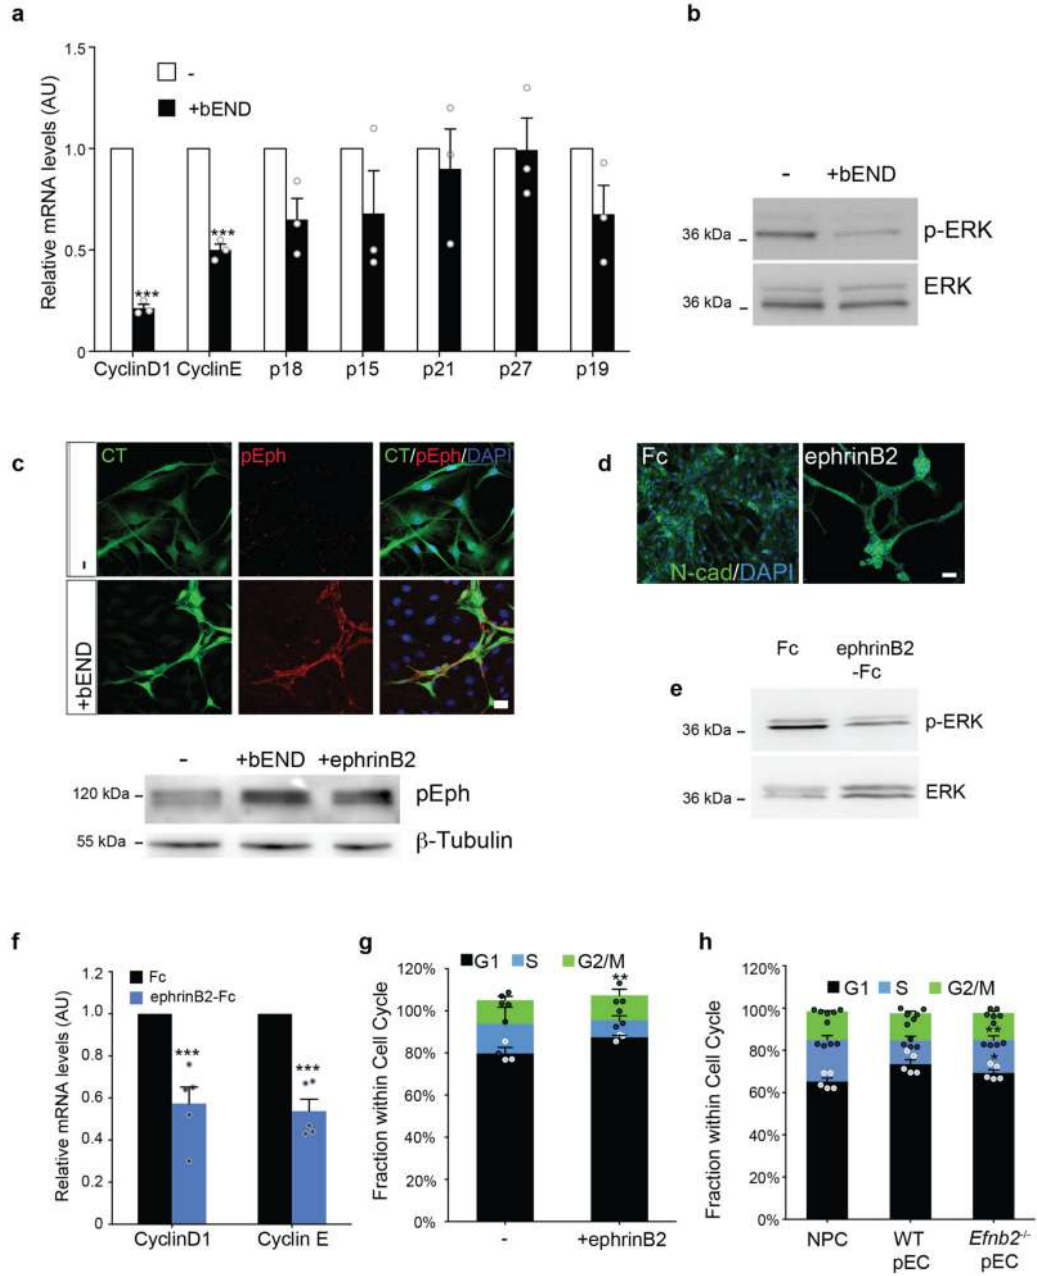 a
1.5
1.0
0.5
0
Relative mRNA levels (AU)
-
+bEND
***
***
CyclinD1 CyclinE p18 p15 p21 p27 p19
b
- +bEND
36 kDa
p-ERK
36 kDa
ERK
c
-
CT
pEph
CT/pEph/DAPI
+bEND
- +bEND +ephrinB2
120 kDa
pEph
55 kDa
β-Tubulin
d
Fc
N-cad/DAPI
ephrinB2
e
Fc
ephrinB2
-Fc
36 kDa
p-ERK
36 kDa
ERK
f
Fc
ephrinB2-Fc
1.2
1.0
0.8
0.6
0.4
0.2
0
Relative mRNA levels (AU)
***
***
CyclinD1 Cyclin E
g
G1 S G2/M
120%
100%
80%
60%
40%
20%
0%
Fraction within Cell Cycle
**
- +ephrinB2
h
G1 S G2/M
120%
100%
80%
60%
40%
20%
0%
Fraction within Cell Cycle
**
*
NPC
WT
pEC
Efnb2-/-
pEC